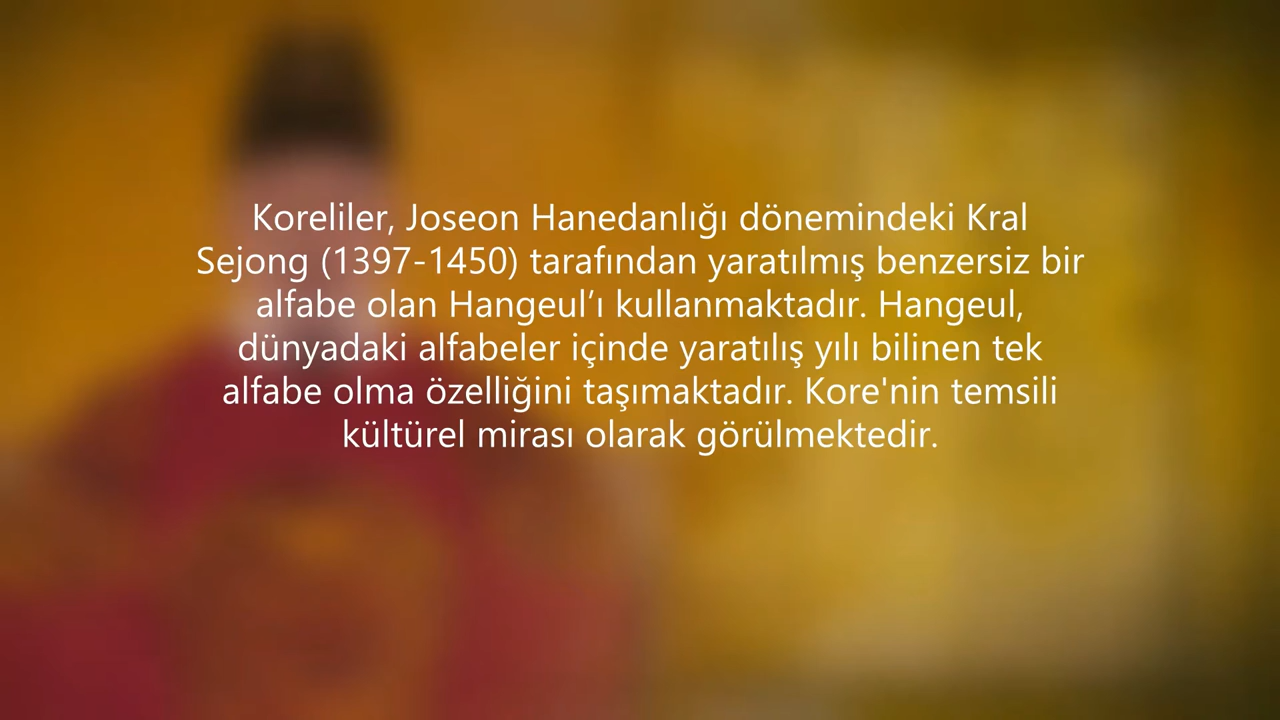 Koreliler, Joseon Hanedanlığı dönemindeki Kral
Sejong (1397-1450) tarafından yaratılmış benzersiz bir
alfabe olan Hangeul’ı kullanmaktadır. Hangeul,
dünyadaki alfabeler içinde yaratılış yılı bilinen tek
alfabe olma özelliğini taşımaktadır. Kore'nin temsili
kültürel mirası olarak görülmektedir.